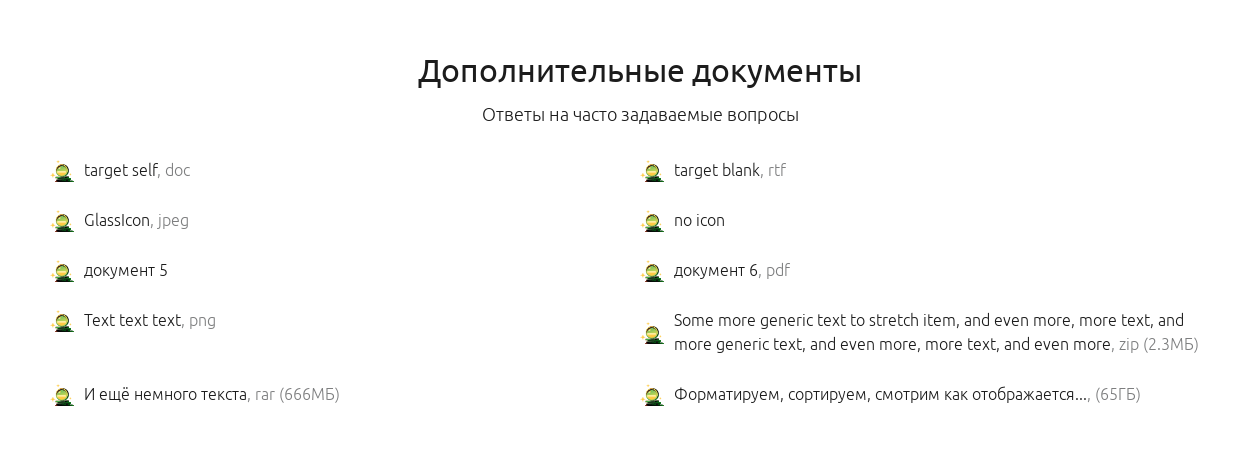 Дополнительные документы
Ответы на часто задаваемые вопросы
target self, doc
target blank, rtf
GlassIcon, jpeg
no icon
документ 5
документ 6, pdf
Text text text, png
Some more generic text to stretch item, and even more, more text, and
more generic text, and even more, more text, and even more, zip (2.3МБ)
И ещё немного текста, rar (666МБ)
Форматируем, сортируем, смотрим как отображается..., (65ГБ)